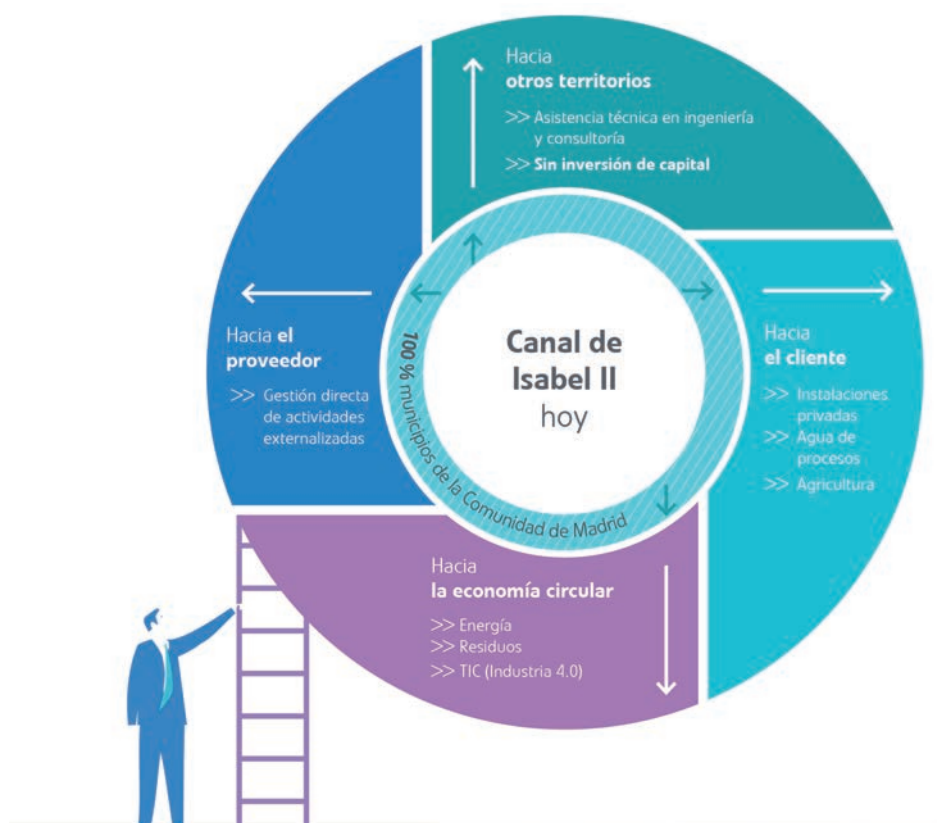 Hacia
otros territorios
>> Asistencia técnica en ingeniería
y consultoría
>> Sin inversión de capital
Hacia el
proveedor
>> Gestión directa
de actividades
externalizadas
Canal de
Isabel II
hoy
100 % municipios de la Comunidad de Madrid
Hacia
el cliente
>> Instalaciones
privadas
>> Agua de
procesos
>> Agricultura
Hacia
la economía circular
>> Energía
>> Residuos
>> TIC (Industria 4.0)